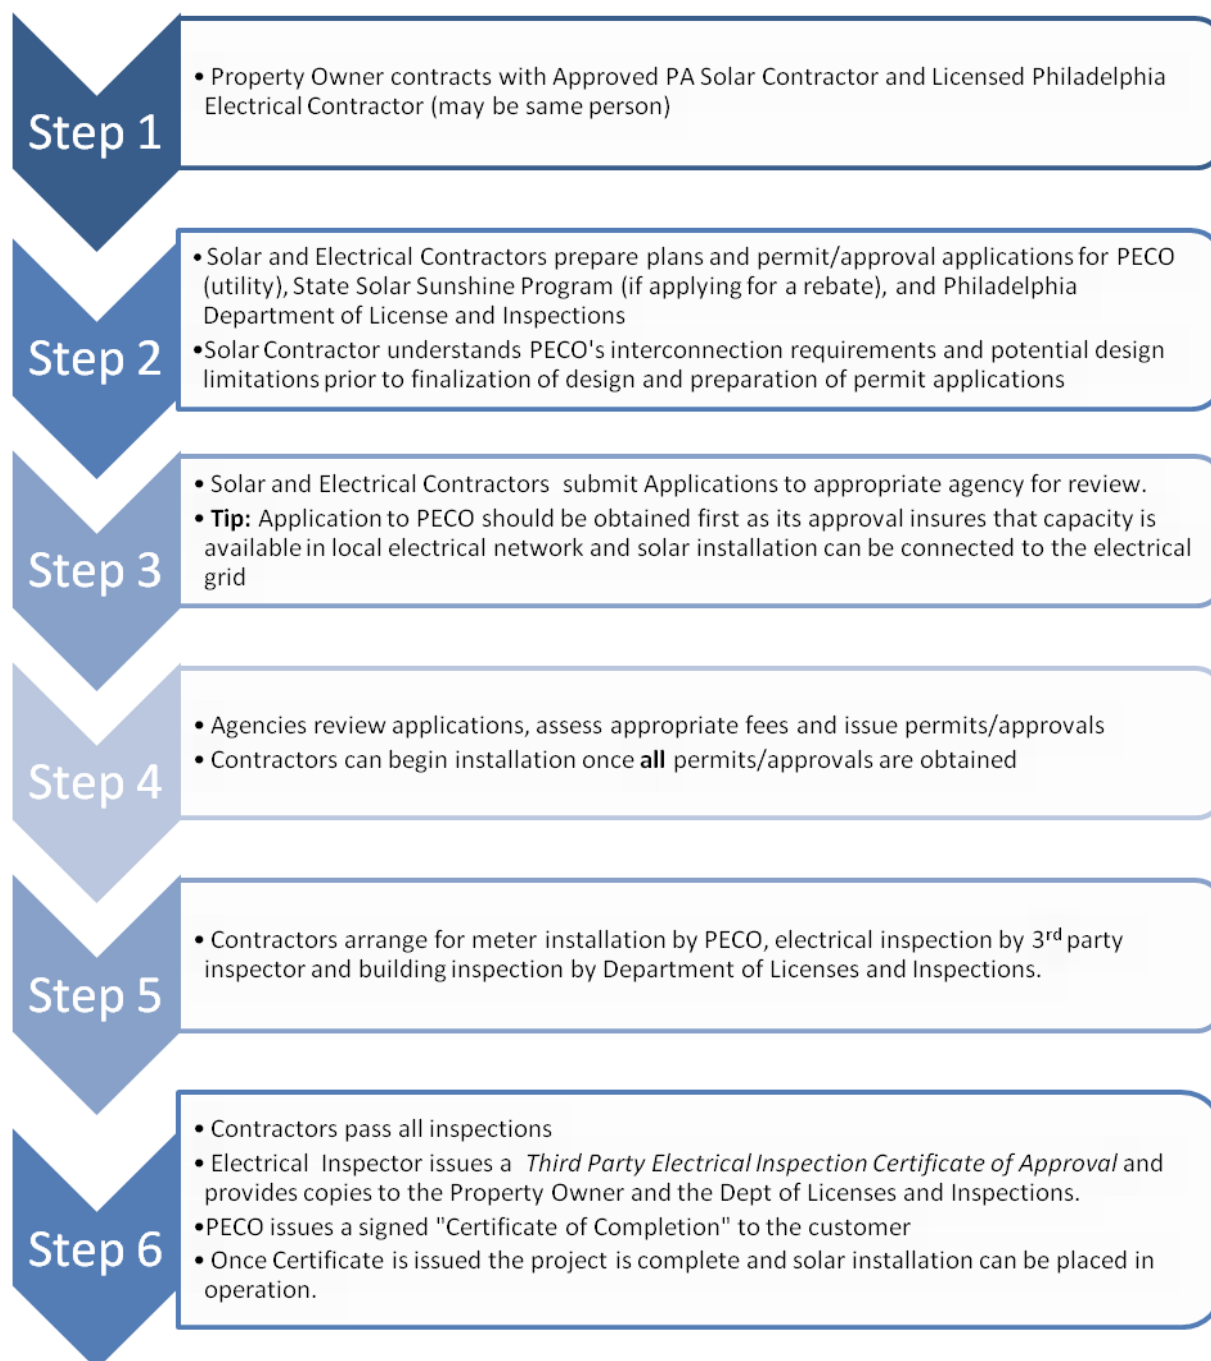 Step 1
• Property Owner contracts with Approved PA Solar Contractor and Licensed Philadelphia
Electrical Contractor (may be same person)
Step 2
• Solar and Electrical Contractors prepare plans and permit/approval applications for PECO
(utility), State Solar Sunshine Program (if applying for a rebate), and Philadelphia
Department of License and Inspections
•Solar Contractor understands PECO's interconnection requirements and potential design
limitations prior to finalization of design and preparation of permit applications
Step 3
• Solar and Electrical Contractors submit Applications to appropriate agency for review.
• Tip: Application to PECO should be obtained first as its approval insures that capacity is
available in local electrical network and solar installation can be connected to the electrical
grid
Step 4
• Agencies review applications, assess appropriate fees and issue permits/approvals
• Contractors can begin installation once all permits/approvals are obtained
Step 5
• Contractors arrange for meter installation by PECO, electrical inspection by 3rd party
inspector and building inspection by Department of Licenses and Inspections.
Step 6
• Contractors pass all inspections
• Electrical Inspector issues a Third Party Electrical Inspection Certificate of Approval and
provides copies to the Property Owner and the Dept of Licenses and Inspections.
•PECO issues a signed "Certificate of Completion" to the customer
• Once Certificate is issued the project is complete and solar installation can be placed in
operation.